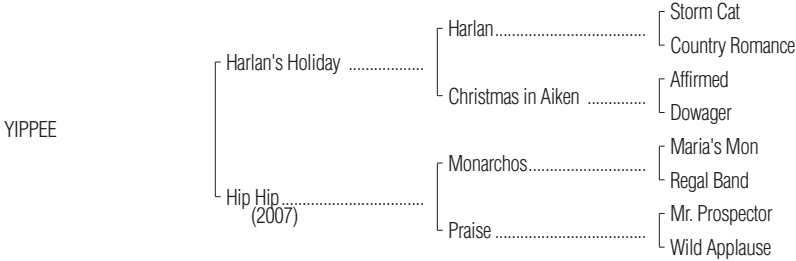 Storm Cat
Harlan....................................
Country Romance
Harlan's Holiday ..................
Affirmed
Christmas in Aiken ..............
Dowager
YIPPEE
Maria's Mon
Monarchos............................
Regal Band
Hip Hip..................................
(2007)
Mr. Prospector
Praise ....................................
Wild Applause